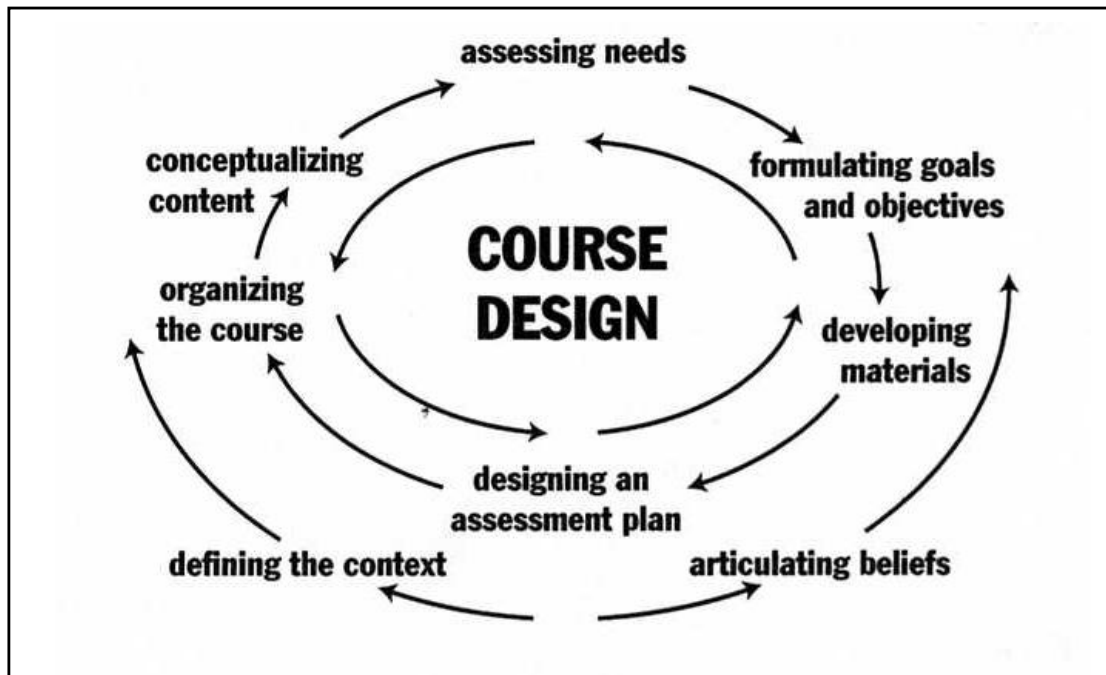 assessing needs
conceptualizing
content
formulating goals
and objectives
COURSE
DESIGN
organizing
the course
developing
materials
designing an
assessment plan
defining the context
articulating beliefs